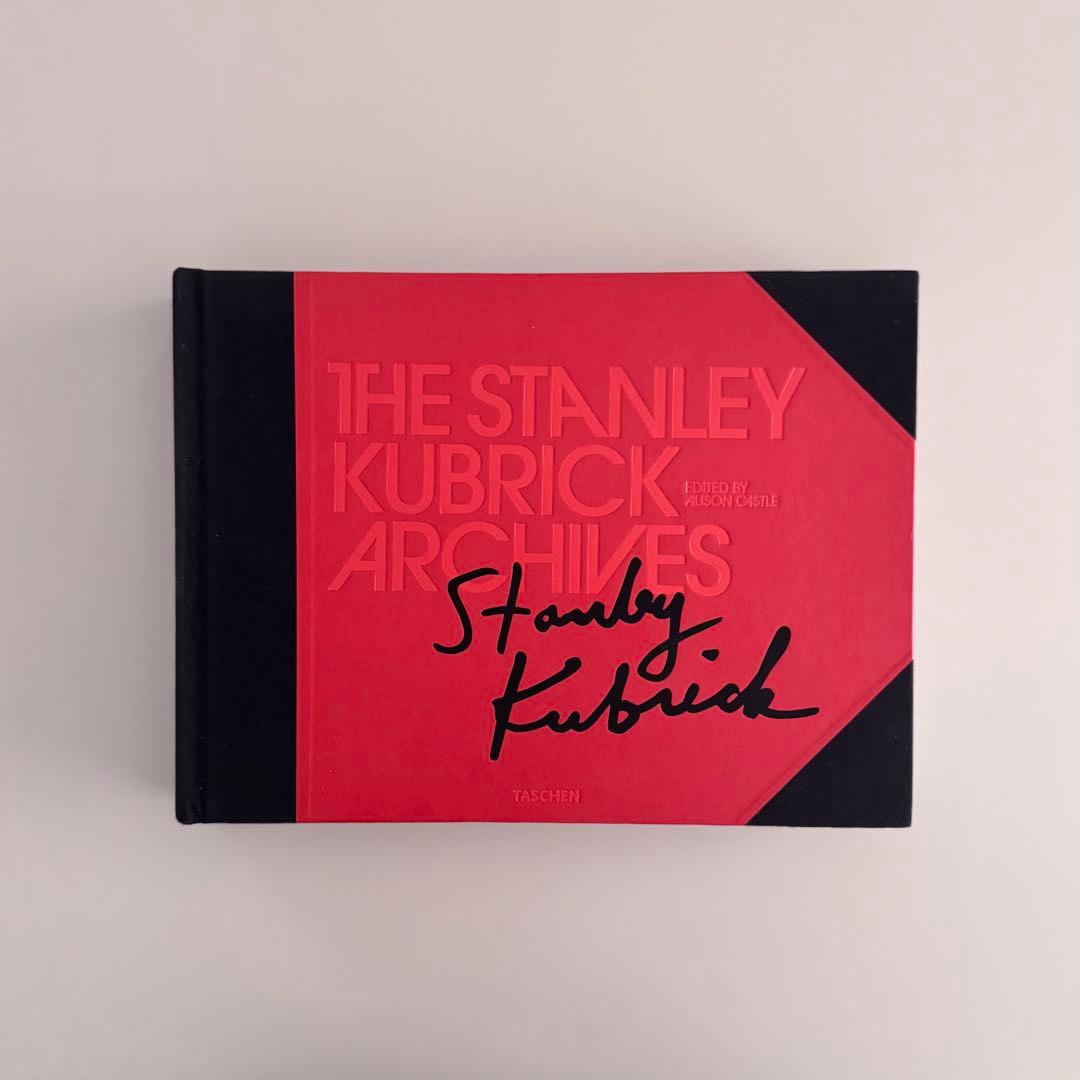 THE STANLEY
KUBRICK
EDITED BY
ALISON CASTLE
ARCHIVES
Stanley
Kubrick
TASCHEN